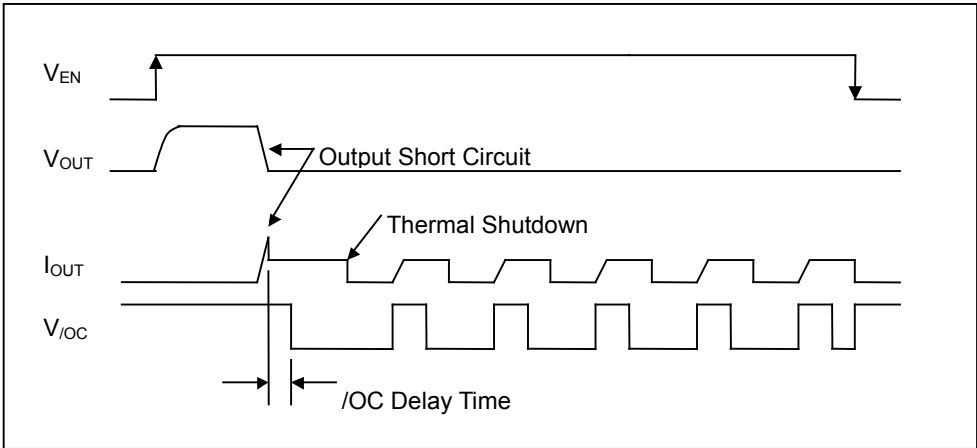 VEN
VOUT
Output Short Circuit
Thermal Shutdown
IOUT
V/OC
/OC Delay Time